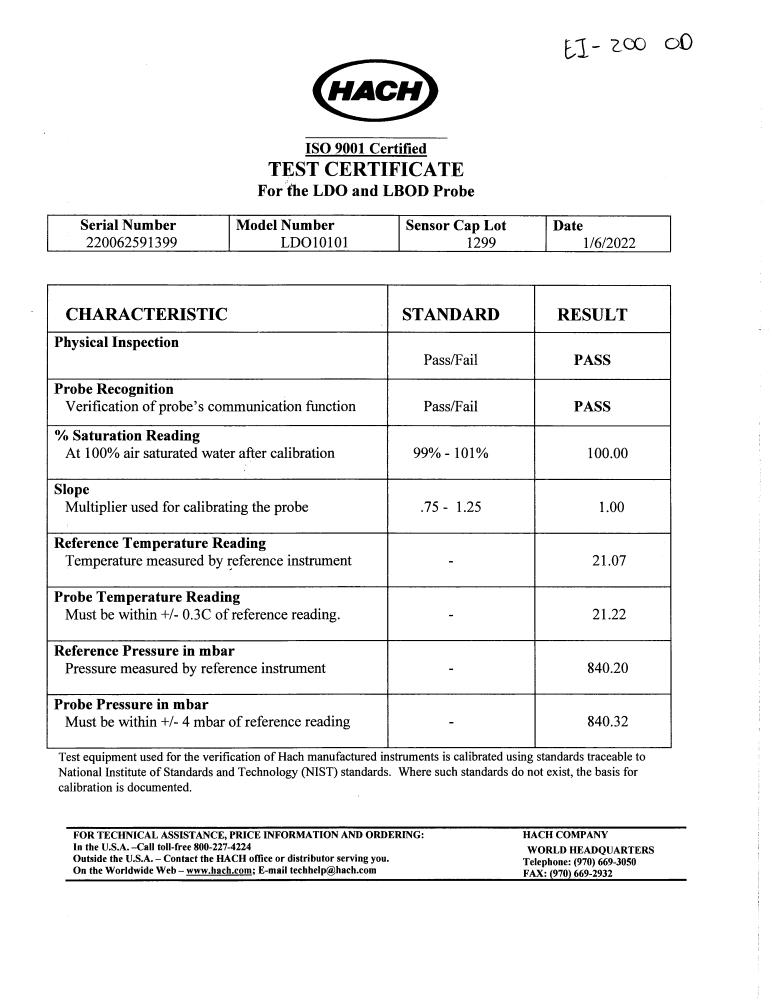 EI-200 OD
HACH
ISO 9001 Certified
TEST CERTIFICATE
For the LDO and LBOD Probe
Serial Number Model Number Sensor Cap Lot Date
220062591399 LDO10101 1299 1/6/2022
CHARACTERISTIC STANDARD RESULT
Physical Inspection
Pass/Fail PASS
Probe Recognition
Verification of probe's communication function Pass/Fail PASS
% Saturation Reading
At 100% air saturated water after calibration 99% - 101% 100.00
Slope
Multiplier used for calibrating the probe .75 - 1.25 1.00
Reference Temperature Reading
Temperature measured by reference instrument - 21.07
Probe Temperature Reading
Must be within +/- 0.3C of reference reading. - 21.22
Reference Pressure in mbar
Pressure measured by reference instrument - 840.20
Probe Pressure in mbar
Must be within +/- 4 mbar of reference reading - 840.32
Test equipment used for the verification of Hach manufactured instruments is calibrated using standards traceable to
National Institute of Standards and Technology (NIST) standards. Where such standards do not exist, the basis for
calibration is documented.
FOR TECHNICAL ASSISTANCE, PRICE INFORMATION AND ORDERING: HACH COMPANY
In the U.S.A. –Call toll-free 800-227-4224 WORLD HEADQUARTERS
Outside the U.S.A. – Contact the HACH office or distributor serving you. Telephone: (970) 669-3050
On the Worldwide Web – www.hach.com; E-mail techhelp@hach.com FAX: (970) 669-2932